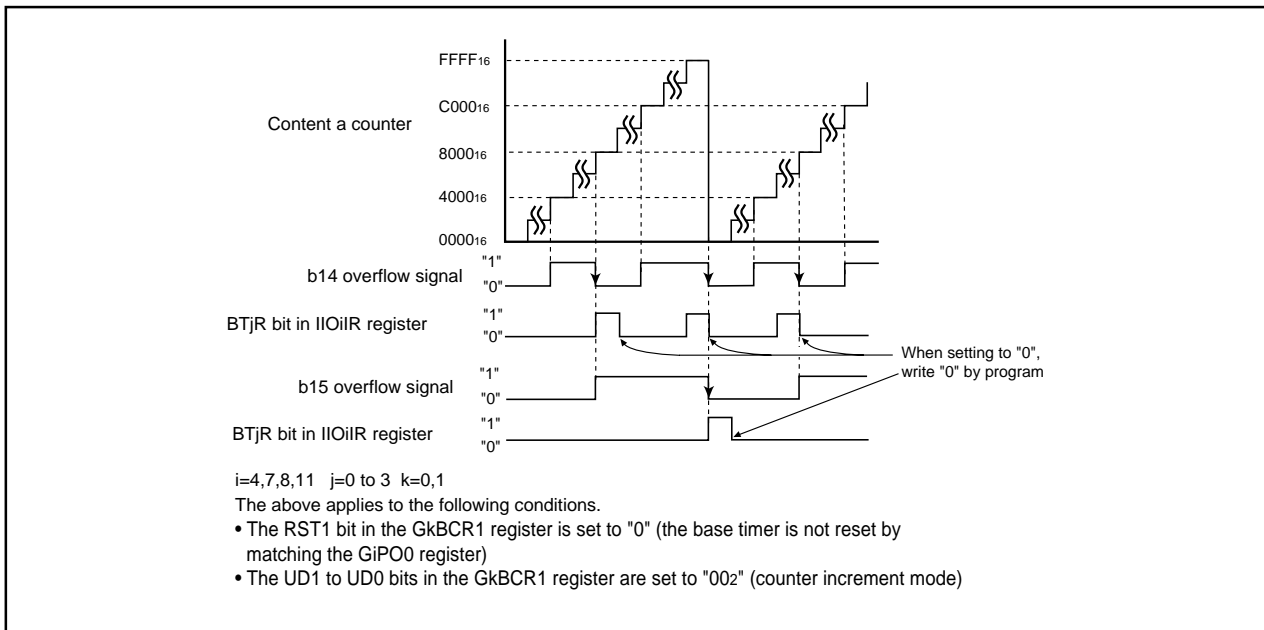 FFFF16
C00016
Content a counter
800016
400016
000016
"1"
b14 overflow signal
"0"
"1"
BTjR bit in IIOiIR register
"0"
When setting to "0",
write "0" by program
"1"
b15 overflow signal
"0"
"1"
BTjR bit in IIOiIR register
"0"
i=4,7,8,11 j=0 to 3 k=0,1
The above applies to the following conditions.
• The RST1 bit in the GkBCR1 register is set to "0" (the base timer is not reset by
matching the GiPO0 register)
• The UD1 to UD0 bits in the GkBCR1 register are set to "002" (counter increment mode)